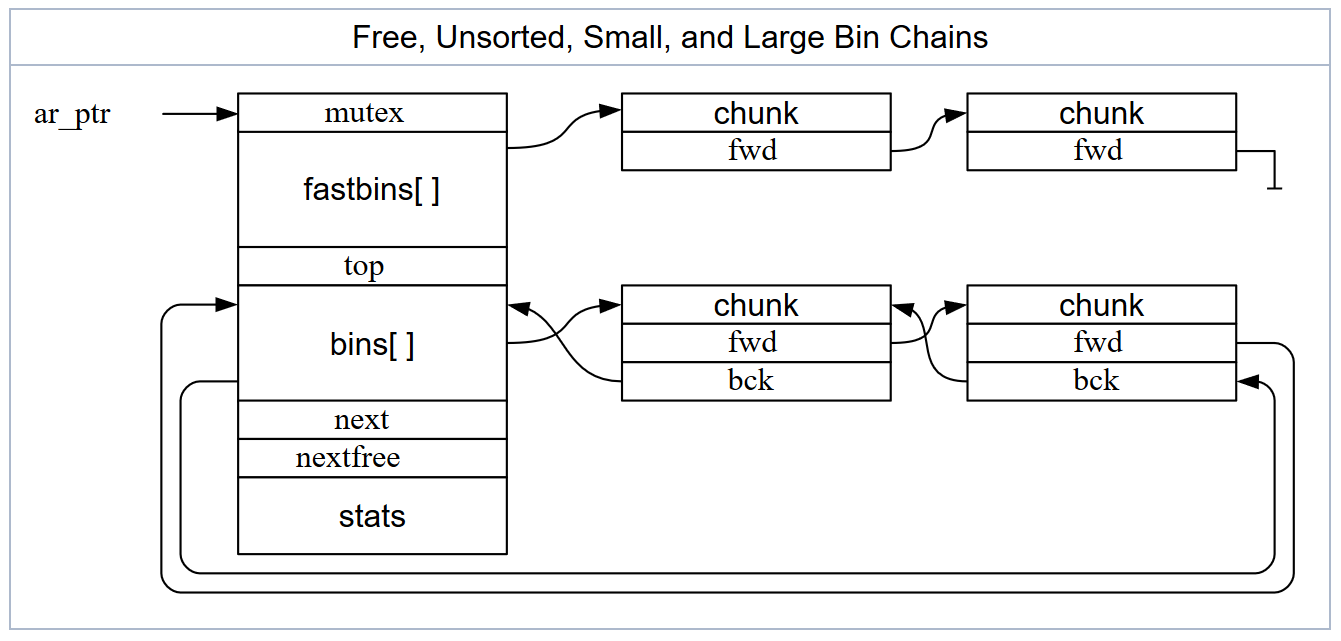 Free, Unsorted, Small, and Large Bin Chains
ar_ptr
mutex
fastbins[ ]
top
bins[ ]
next
nextfree
stats
chunk
fwd
chunk
fwd
chunk
fwd
bck
chunk
fwd
bck